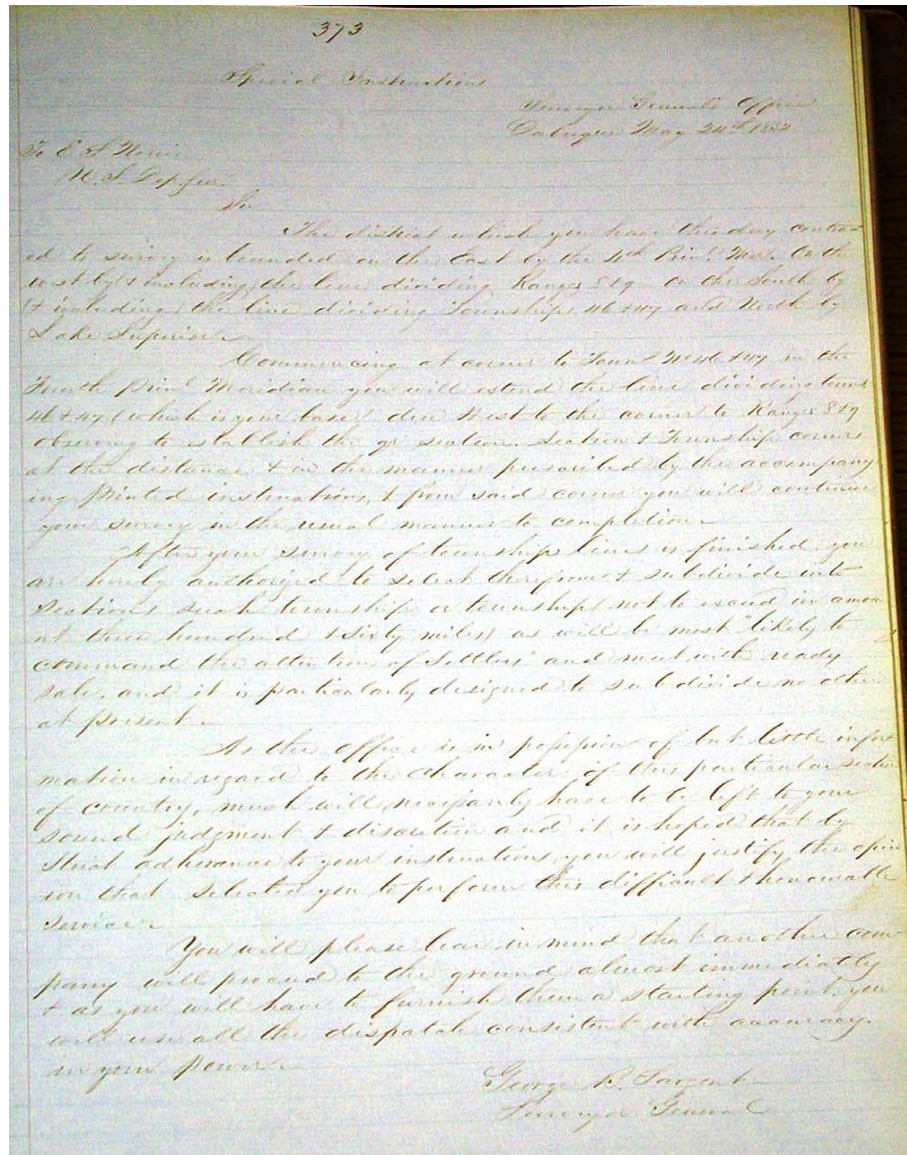 373
Special Instructions
Surveyor General's Office
Dubuque May 24th 1852
To E S Norris
U. S. Dep Sur
Sir
The district which you have this day contract
ed to survey is bounded on the East by the 4th Prin! Mer. On the
West by (& including) the line dividing Ranges 8 & 9 On the South by
(& including) the line dividing Townships 46 & 47 and North by
Lake Superior
Commencing at corner to Towns Nos 46 & 47 in the
Fourth Prin! Meridian you will extend the line dividing towns
46 & 47 (which is your base) due West to the corner to Ranges 8 & 9
observing to establish the qr section. Section & Township corners
at the distance & in the manner prescribed by the accompany
ing printed instructions, & from said corner you will continue
your survey in the usual manner to completion
After your survey of township lines is finished you
are hereby authorized to select therefrom & subdivide into
Sections such township or townships (not to exceed in amou
nt three hundred & sixty miles) as will be most "likely to
command the attention of Settlers" and meet with ready
sale, and it is particularly designed to subdivide no other
at present.
As this office is in possession of but little infor
mation in regard to the character of this particular section
of country, much will necessarily have to be left to your
sound judgment & discretion and it is hoped that by
strict adherance to your instructions, you will justify the opin
ion that selected you to perform this difficult & honourable
service
You will please bear in mind that another com
pany will proceed to the ground almost immediately
& as you will have to furnish them a starting point, you
will use all the dispatch consistent with accuracy.
in your power
George B. Sargent
Surveyor General